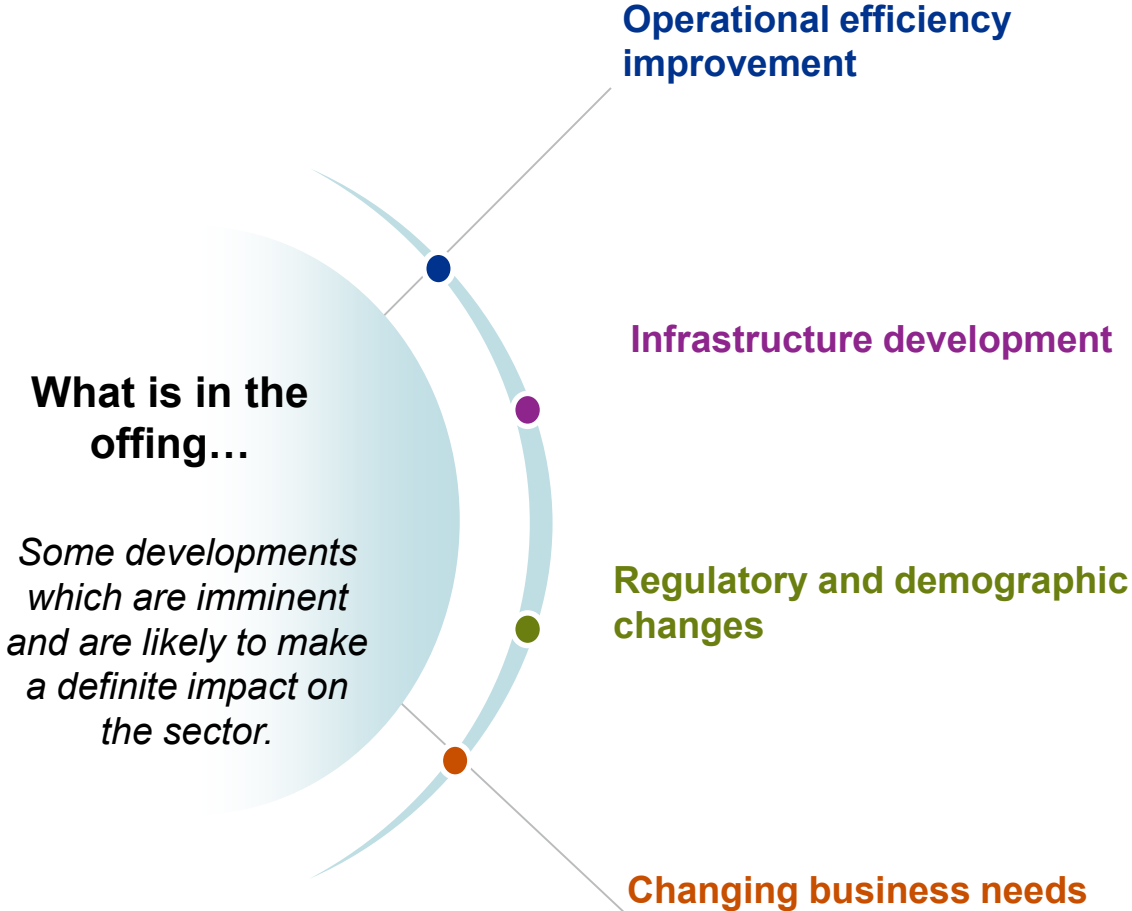 Operational efficiency
improvement
Infrastructure development
What is in the
offing…
Some developments
which are imminent
and are likely to make
a definite impact on
the sector.
Regulatory and demographic
changes
Changing business needs